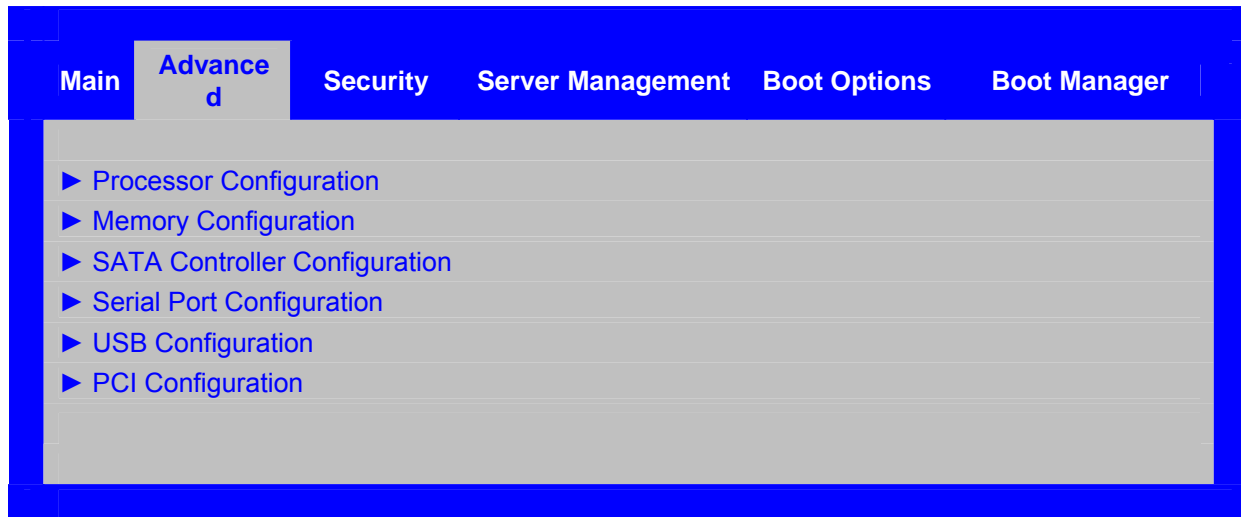 Main Advance
d Security Server Management Boot Options Boot Manager
► Processor Configuration
► Memory Configuration
► SATA Controller Configuration
► Serial Port Configuration
► USB Configuration
► PCI Configuration